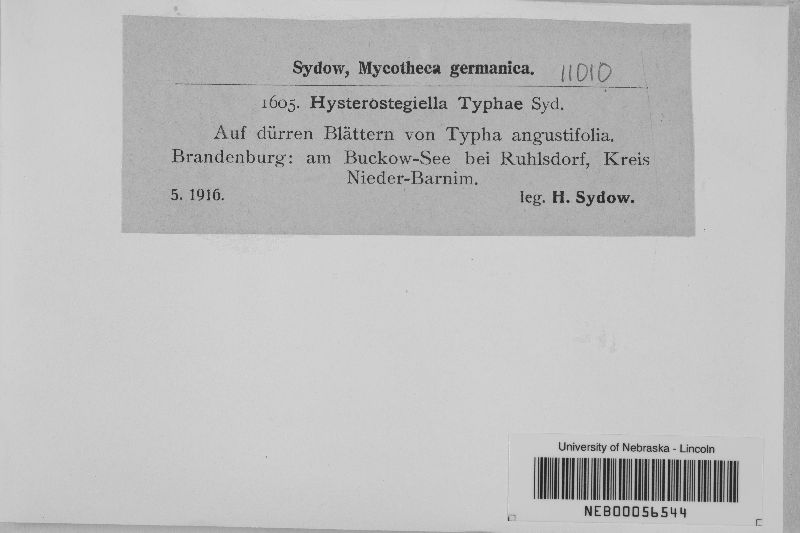 Sydow, Mycotheca germanica. 11010
1605. Hysterostegiella Typhae Syd.
Auf dürren Blättern von Typha angustifolia.
Brandenburg: am Buckow-See bei Ruhlsdorf, Kreis
Nieder-Barnim.
5. 1916. leg. H. Sydow.
University of Nebraska - Lincoln
NEB00056544